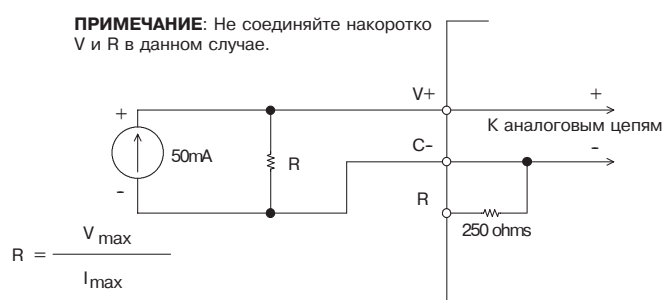 ПРИМЕЧАНИЕ: Не соединяйте накоротко
V и R в данном случае.
V+
+
К аналоговым цепям
+
50mA
-
R
C-
-
R
250 ohms
R = V max
I max